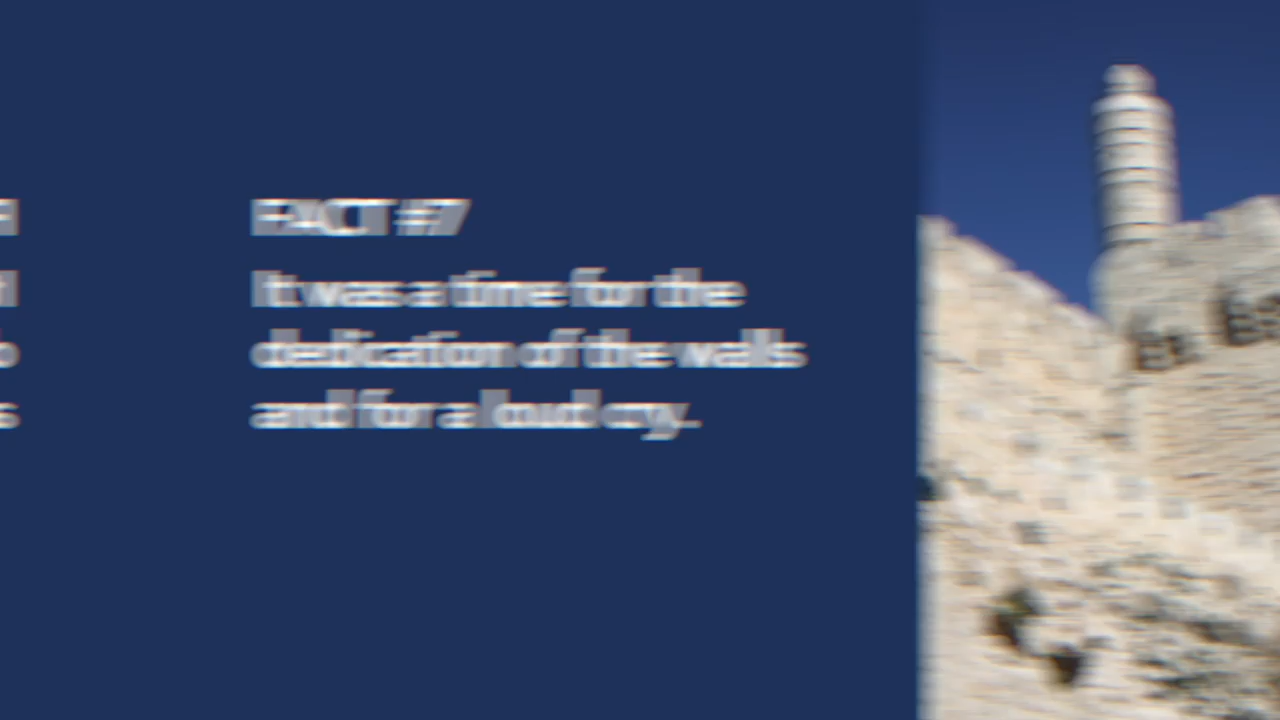 FACT #7
It was a time for the
dedication of the walls
and for a loud cry.